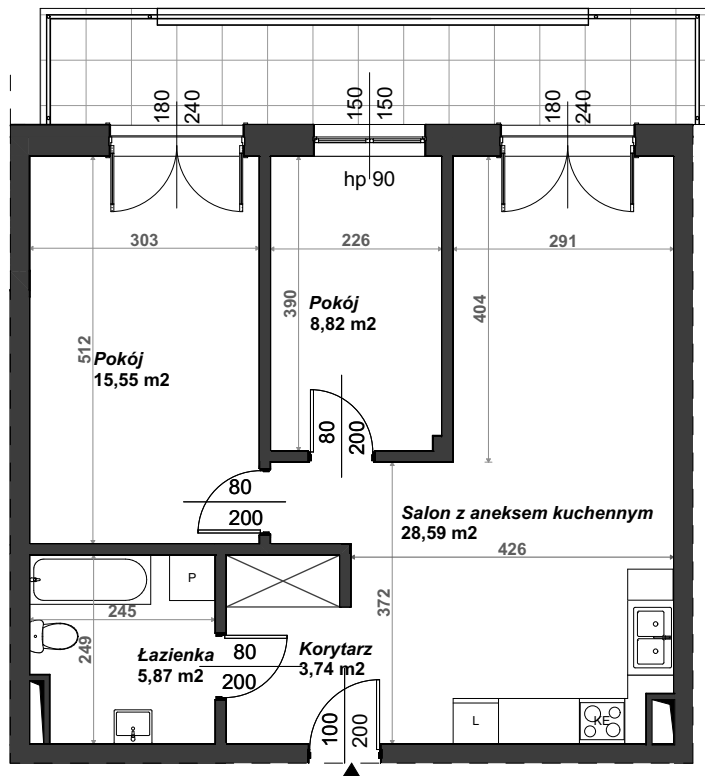 180
240
150
150
180
240
hp 90
303
226
291
390
404
512
Pokój
8,82 m2
Pokój
15,55 m2
80
200
80
200
Salon z aneksem kuchennym
28,59 m2
426
P
245
372
249
Łazienka
5,87 m2
80
200
Korytarz
3,74 m2
100
200
L
KE